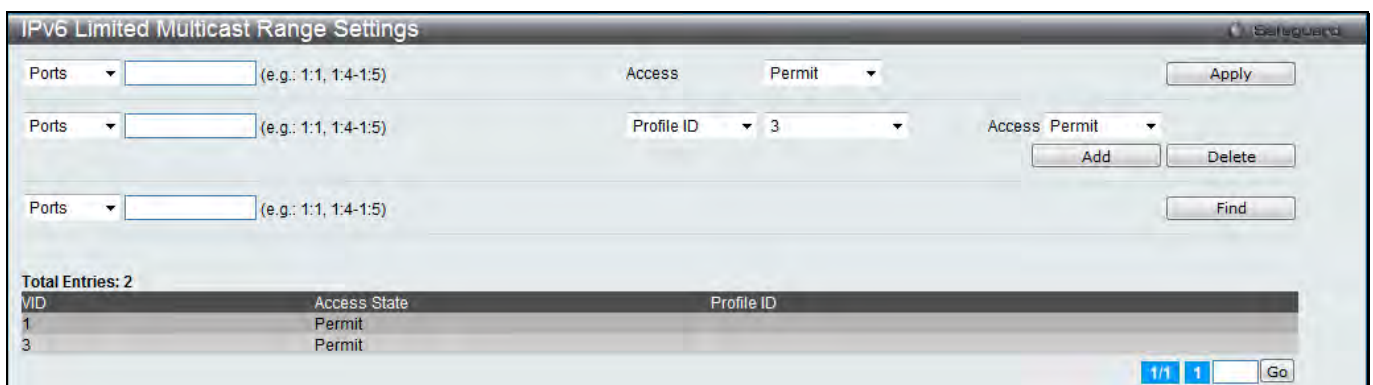 IPv6 Limited Multicast Range Settings Safeguard
Ports (e.g.: 1:1, 1:4-1:5) Access Permit Apply
Ports (e.g.: 1:1, 1:4-1:5) Profile ID 3 Access Permit
Add Delete
Ports (e.g.: 1:1, 1:4-1:5) Find
Total Entries: 2
VID Access State Profile ID
1 Permit
3 Permit
1/1 1 Go